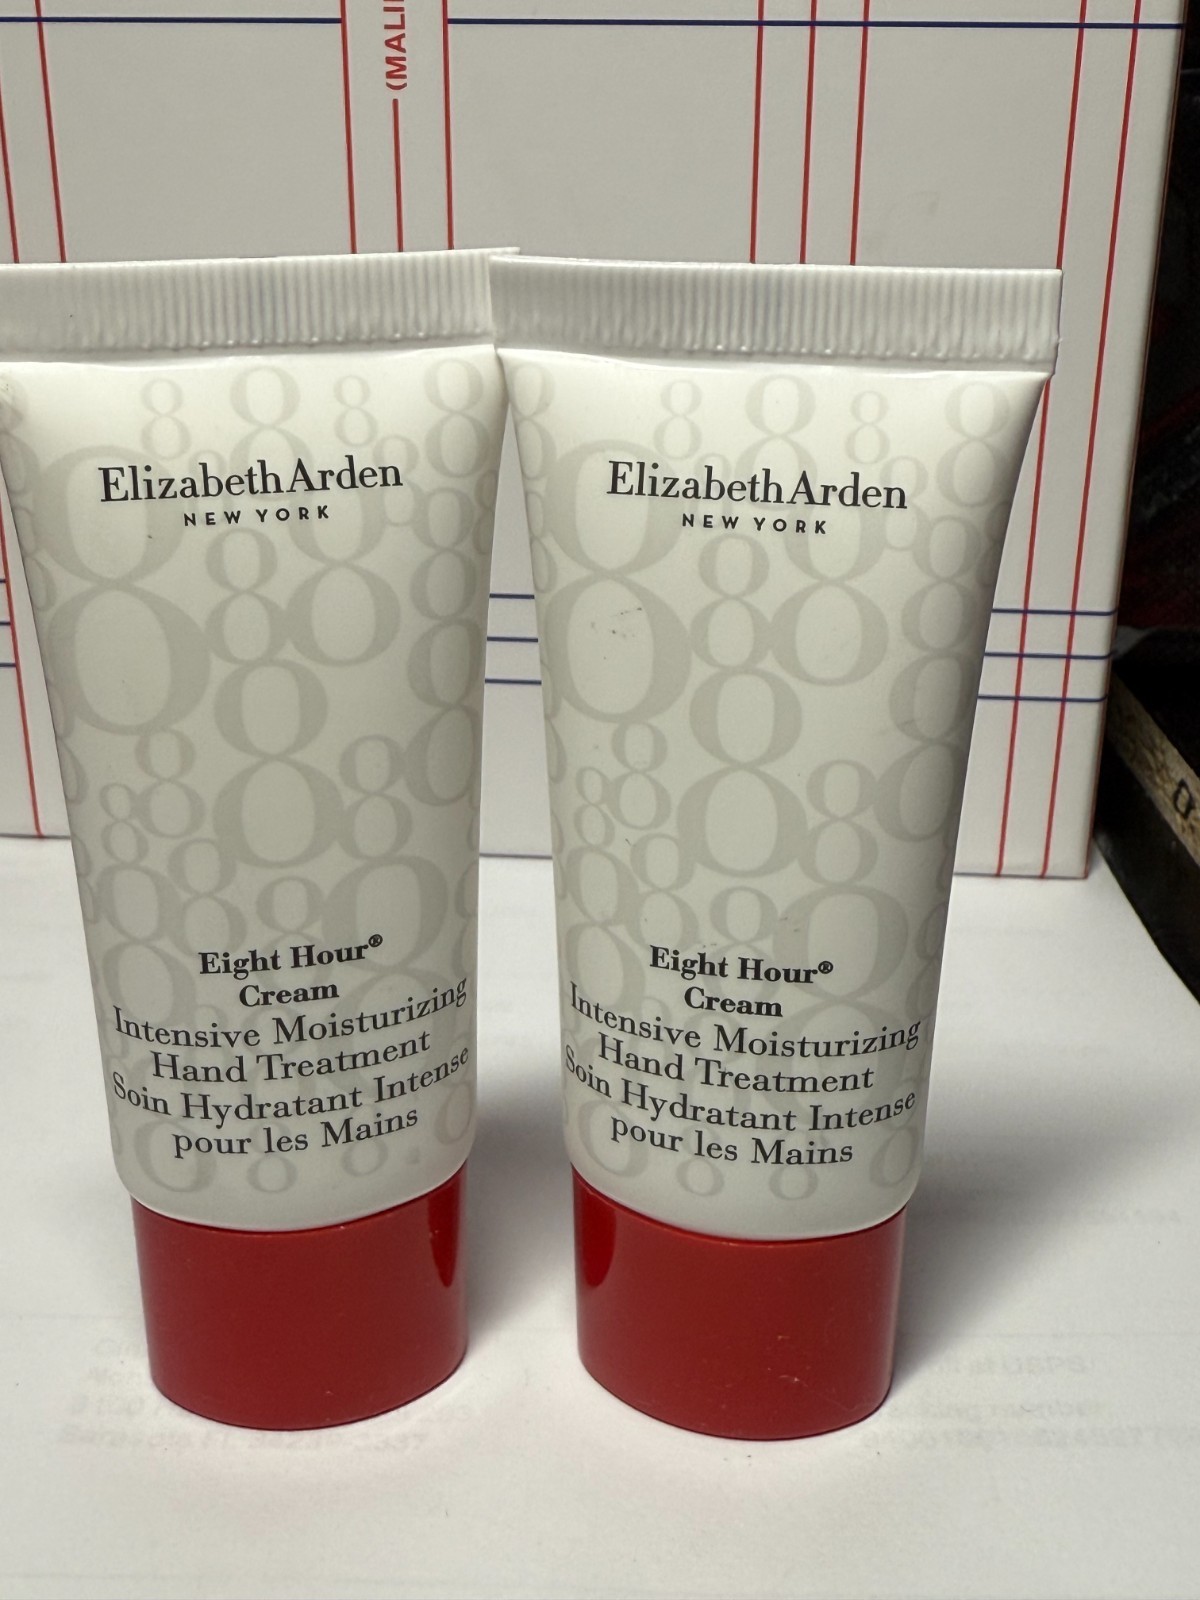 (MALI
Elizabeth Arden
NEW YORK
Eight Hour®
Cream
Intensive Moisturizing
Hand Treatment
Soin Hydratant Intense
pour les Mains
Elizabeth Arden
NEW YORK
Eight Hour®
Cream
Intensive Moisturizing
Hand Treatment
Soin Hydratant Intense
pour les Mains